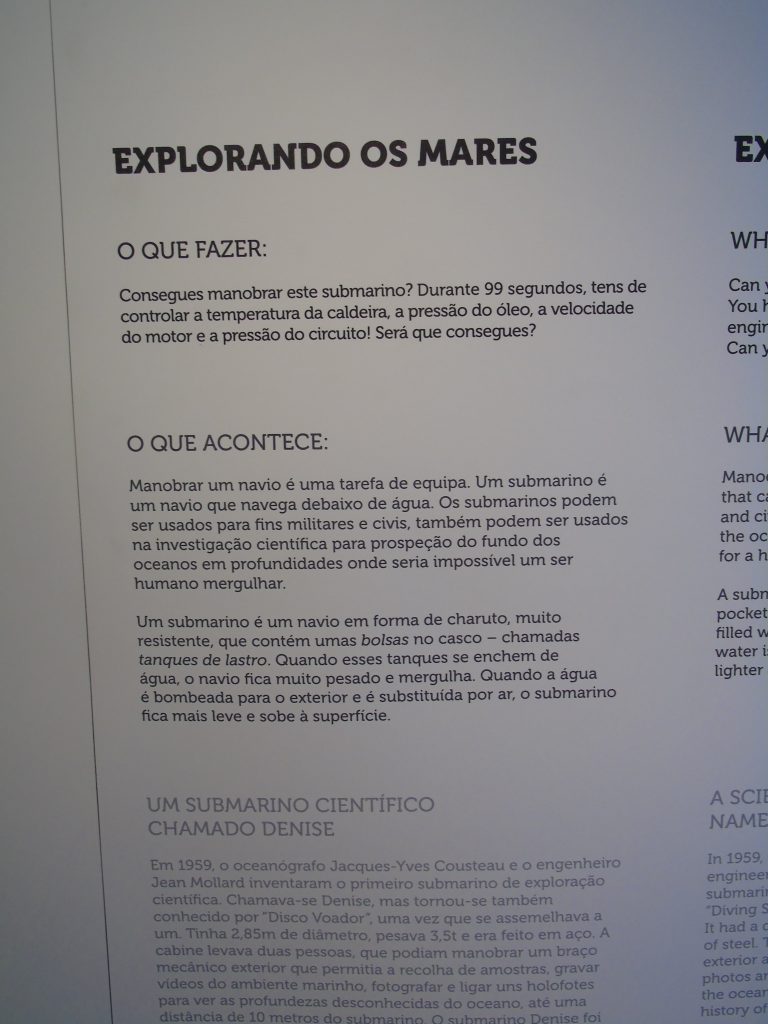 EXPLORANDO OS MARES
O QUE FAZER:
Consegues manobrar este submarino? Durante 99 segundos, tens de
controlar a temperatura da caldeira, a pressão do óleo, a velocidade
do motor e a pressão do circuito! Será que consegues?
O QUE ACONTECE:
Manobrar um navio é uma tarefa de equipa. Um submarino é
um navio que navega debaixo de água. Os submarinos podem
ser usados para fins militares e civis, também podem ser usados
na investigação científica para prospeção do fundo dos
oceanos em profundidades onde seria impossível um ser
humano mergulhar.
Um submarino é um navio em forma de charuto, muito
resistente, que contém umas bolsas no casco – chamadas
tanques de lastro. Quando esses tanques se enchem de
água, o navio fica muito pesado e mergulha. Quando a água
é bombeada para o exterior e é substituída por ar, o submarino
fica mais leve e sobe à superfície.
UM SUBMARINO CIENTÍFICO
CHAMADO DENISE
Em 1959, o oceanógrafo Jacques-Yves Cousteau e o engenheiro
Jean Mollard inventaram o primeiro submarino de exploração
científica. Chamava-se Denise, mas tornou-se também
conhecido por "Disco Voador", uma vez que se assemelhava a
um. Tinha 2,85m de diâmetro, pesava 3,5t e era feito em aço. A
cabine levava duas pessoas, que podiam manobrar um braço
mecânico exterior que permitia a recolha de amostras, gravar
vídeos do ambiente marinho, fotografar e ligar uns holofotes
para ver as profundezas desconhecidas do oceano, até uma
distância de 10 metros do submarino. O submarino Denise foi
EX
WH
Can y
You h
engin
Can y
WHA
Manoe
that ca
and ci
the oc
for a h
A subm
pocket
filled w
water i
lighter
A SCIE
NAME
In 1959,
engineer
submarin
"Diving S
It had a d
of steel. T
exterior a
photos an
the ocean
history of